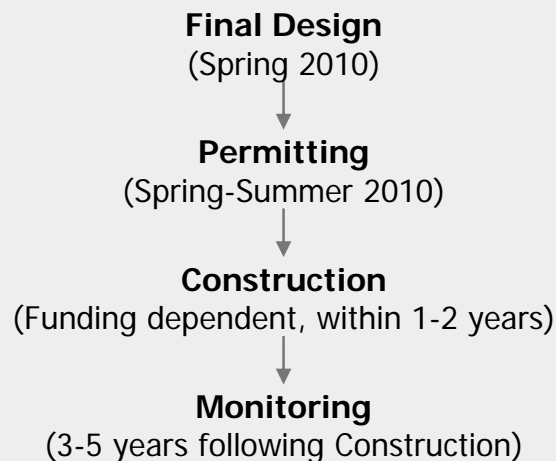 Final Design
(Spring 2010)
Permitting
(Spring-Summer 2010)
Construction
(Funding dependent, within 1-2 years)
Monitoring
(3-5 years following Construction)